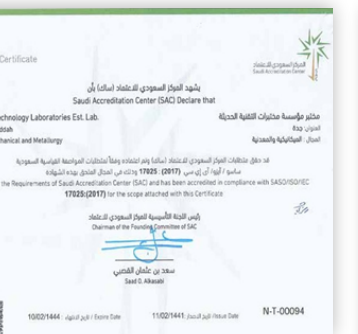 المركز السعودي للاعتماد
Saudi Accreditation Center
Certificate
يشهد المركز السعودي للاعتماد (ساك) بأن
Saudi Accreditation Center (SAC) Declare that
مختبر مؤسسة مختبرات التقنية الحديثة
chnology Laboratories Est. Lab.
العنوان: جدة
ddah
المجال: الميكانيكية والمعدنية
hanical and Metallurgy
قد حقق متطلبات المركز السعودي للاعتماد (ساك) وتم اعتماده وفقاً لمتطلبات المواصفة القياسية السعودية
ساسو / أيزو/ آي إي سي 17025: (2017) وذلك في المجال الملحق بهذه الشهادة
the Requirements of Saudi Accreditation Center (SAC) and has been accredited in compliance with SASO/ISO/IEC
17025:(2017) for the scope attached with this Certificate
رئيس اللجنة التأسيسية للمركز السعودي للاعتماد
Chairman of the Founding Committee of SAC
سعد بن عثمان القصبي
Saad O. Alkasabi
10/02/1444 : تاريخ الانتهاء / Expire Date
11/02/1441 : تاريخ الاصدار /Issue Date
N-T-00094